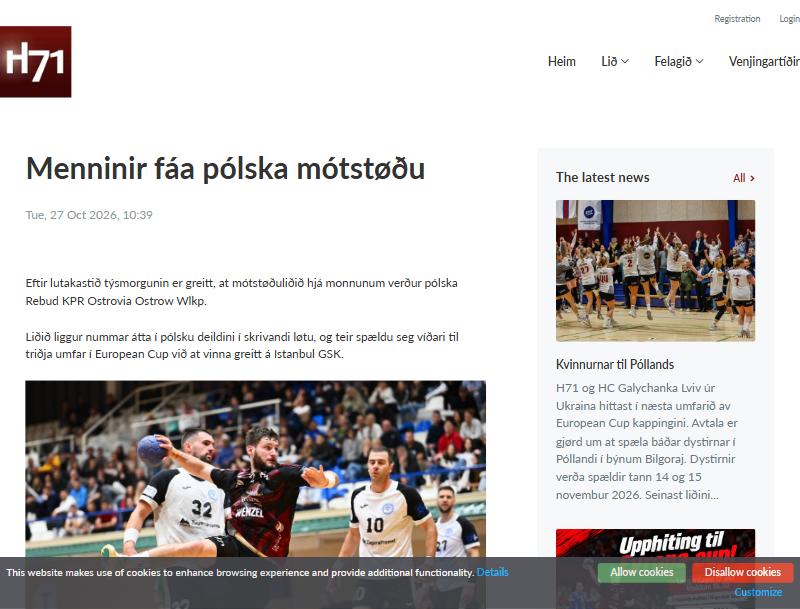 Registration Login
H71
Heim Lið Felagið Venjingartíðir
Menninir fáa pólska mótstøðu
Tue, 27 Oct 2026, 10:39
Eftir lutakastið týsmorgunin er greitt, at mótstøðuliðið hjá monnunum verður pólska
Rebud KPR Ostrovia Ostrow Wlkp.
Liðið liggur nummar átta í pólsku deildini í skrivandi løtu, og teir spældu seg víðari til
triðja umfar í European Cup við at vinna greitt á Istanbul GSK.
32
WENZEL
10
27
The latest news All
Kvinnurnar til Póllands
H71 og HC Galychanka Lviv úr
Ukraina hittast í næsta umfarið av
European Cup kappingini. Avtala er
gjørd um at spæla báðar dystirnar í
Póllandi í býnum Bilgoraj. Dystirnir
verða spældir tann 14 og 15
novembur 2026. Seinast liðini...
Upphiting til
This website makes use of cookies to enhance browsing experience and provide additional functionality. Details
Allow cookies Disallow cookies
Customize